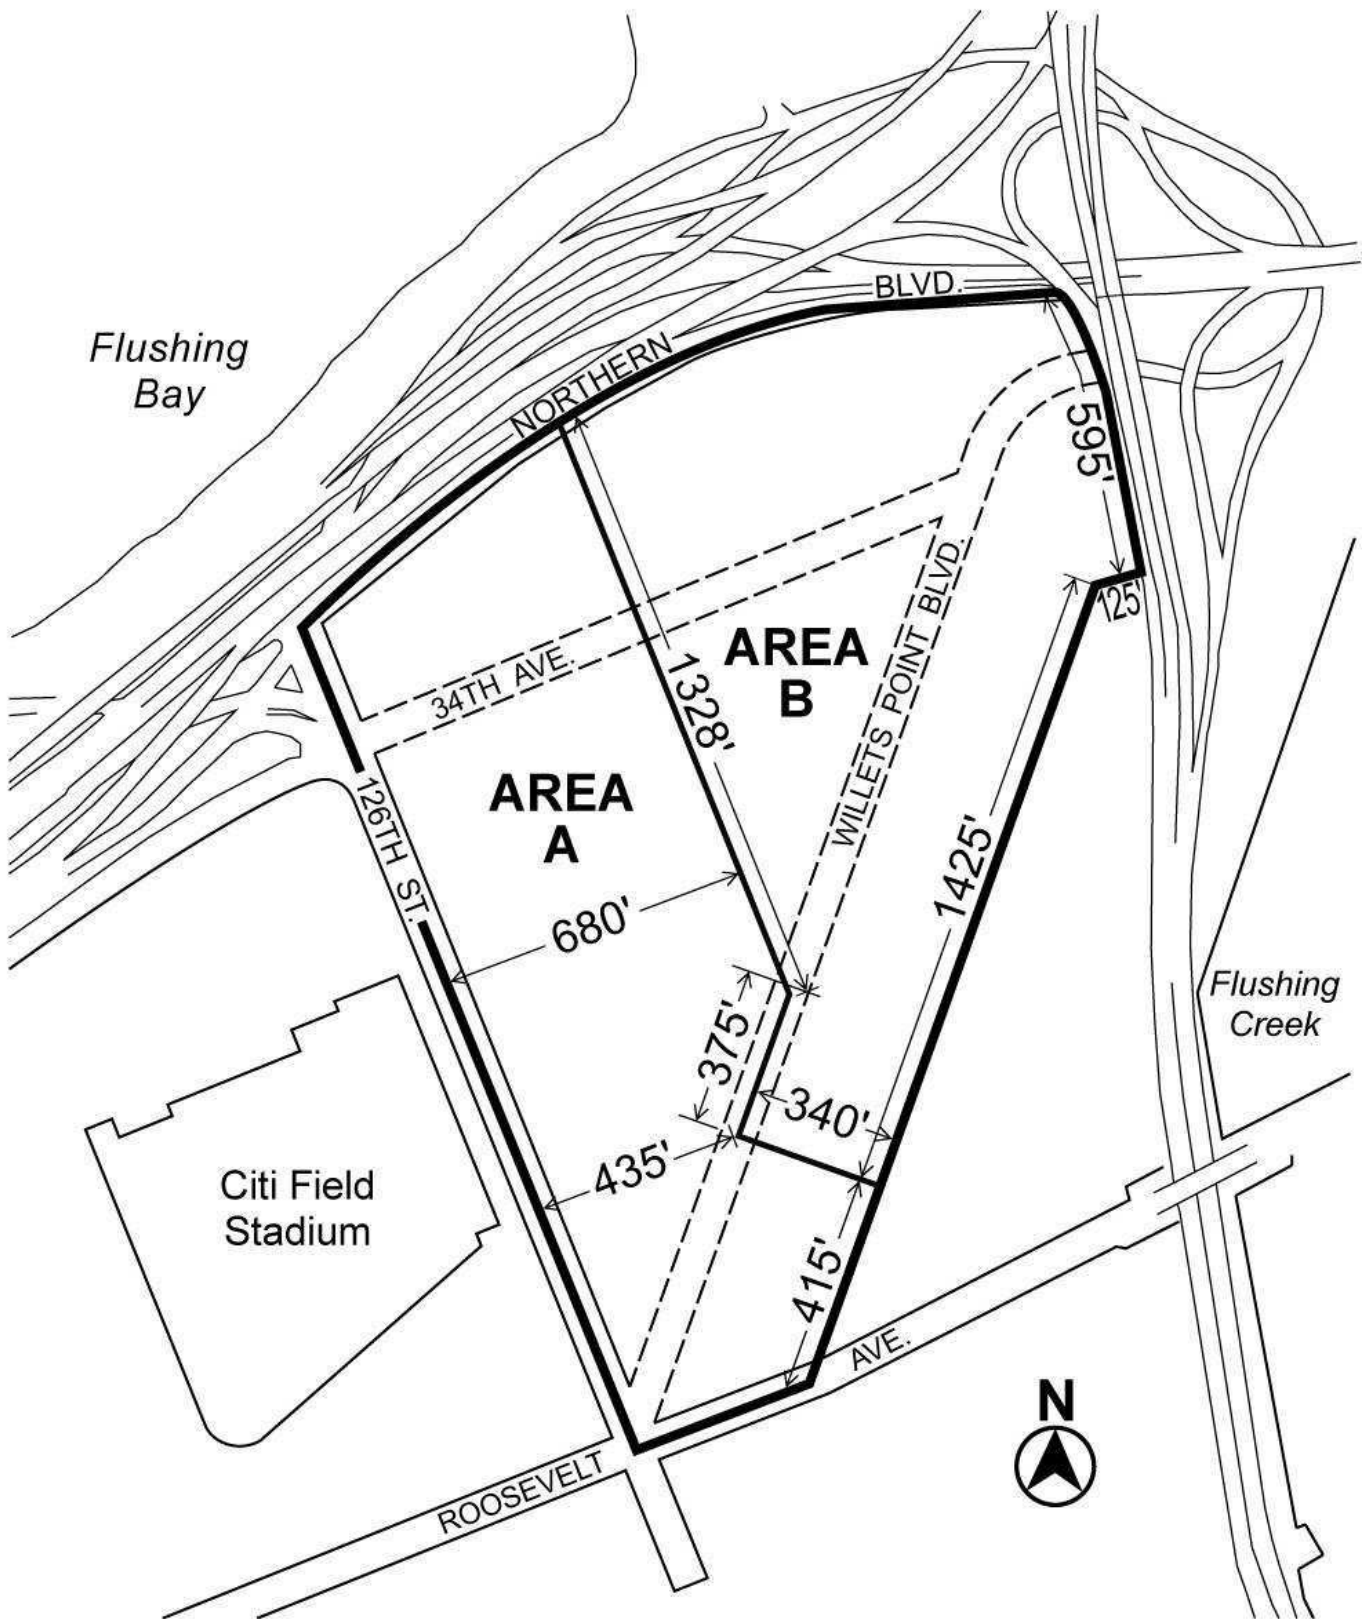 BLVD.
NORTHERN
Flushing
Bay
595'
125'
34TH AVE.
AREA
B
1328'
WILLETS POINT BLVD.
AREA
A
126TH ST.
680'
1425'
375'
340'
Flushing
Creek
435'
Citi Field
Stadium
415'
AVE.
ROOSEVELT
N